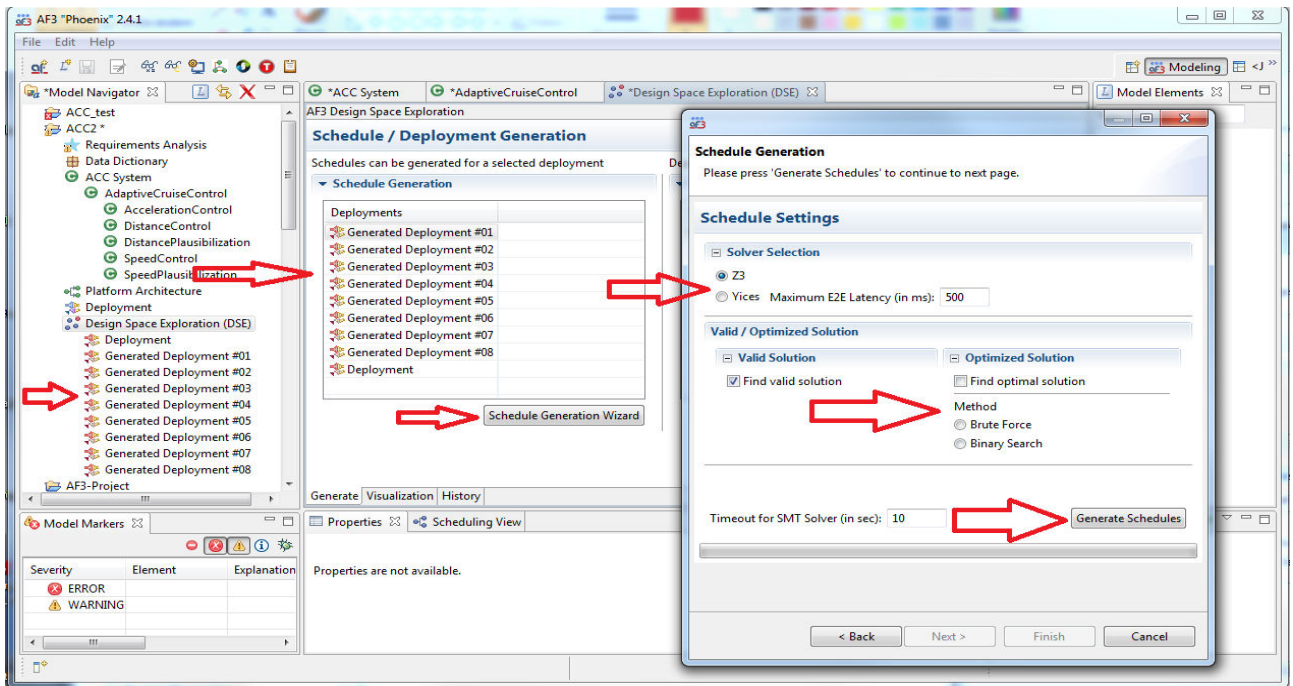 AF3 "Phoenix" 2.4.1
File Edit Help
Modeling
*Model Navigator
ACC_test
ACC2 *
Requirements Analysis
Data Dictionary
ACC System
AdaptiveCruiseControl
AccelerationControl
DistanceControl
DistancePlausibilization
SpeedControl
SpeedPlausibilization
Platform Architecture
Deployment
Design Space Exploration (DSE)
Deployment
Generated Deployment #01
Generated Deployment #02
Generated Deployment #03
Generated Deployment #04
Generated Deployment #05
Generated Deployment #06
Generated Deployment #07
Generated Deployment #08
AF3-Project
*ACC System
*AdaptiveCruiseControl
*Design Space Exploration (DSE)
AF3 Design Space Exploration
Schedule / Deployment Generation
Schedules can be generated for a selected deployment
Schedule Generation
Deployments
Generated Deployment #01
Generated Deployment #02
Generated Deployment #03
Generated Deployment #04
Generated Deployment #05
Generated Deployment #06
Generated Deployment #07
Generated Deployment #08
Deployment
Schedule Generation Wizard
Generate Visualization History
Model Elements
Schedule Generation
Please press 'Generate Schedules' to continue to next page.
Schedule Settings
Solver Selection
Z3
Yices Maximum E2E Latency (in ms): 500
Valid / Optimized Solution
Valid Solution
Find valid solution
Optimized Solution
Find optimal solution
Method
Brute Force
Binary Search
Timeout for SMT Solver (in sec): 10
Generate Schedules
< Back Next > Finish Cancel
Model Markers
Severity Element Explanation
ERROR
WARNING
Properties Scheduling View
Properties are not available.